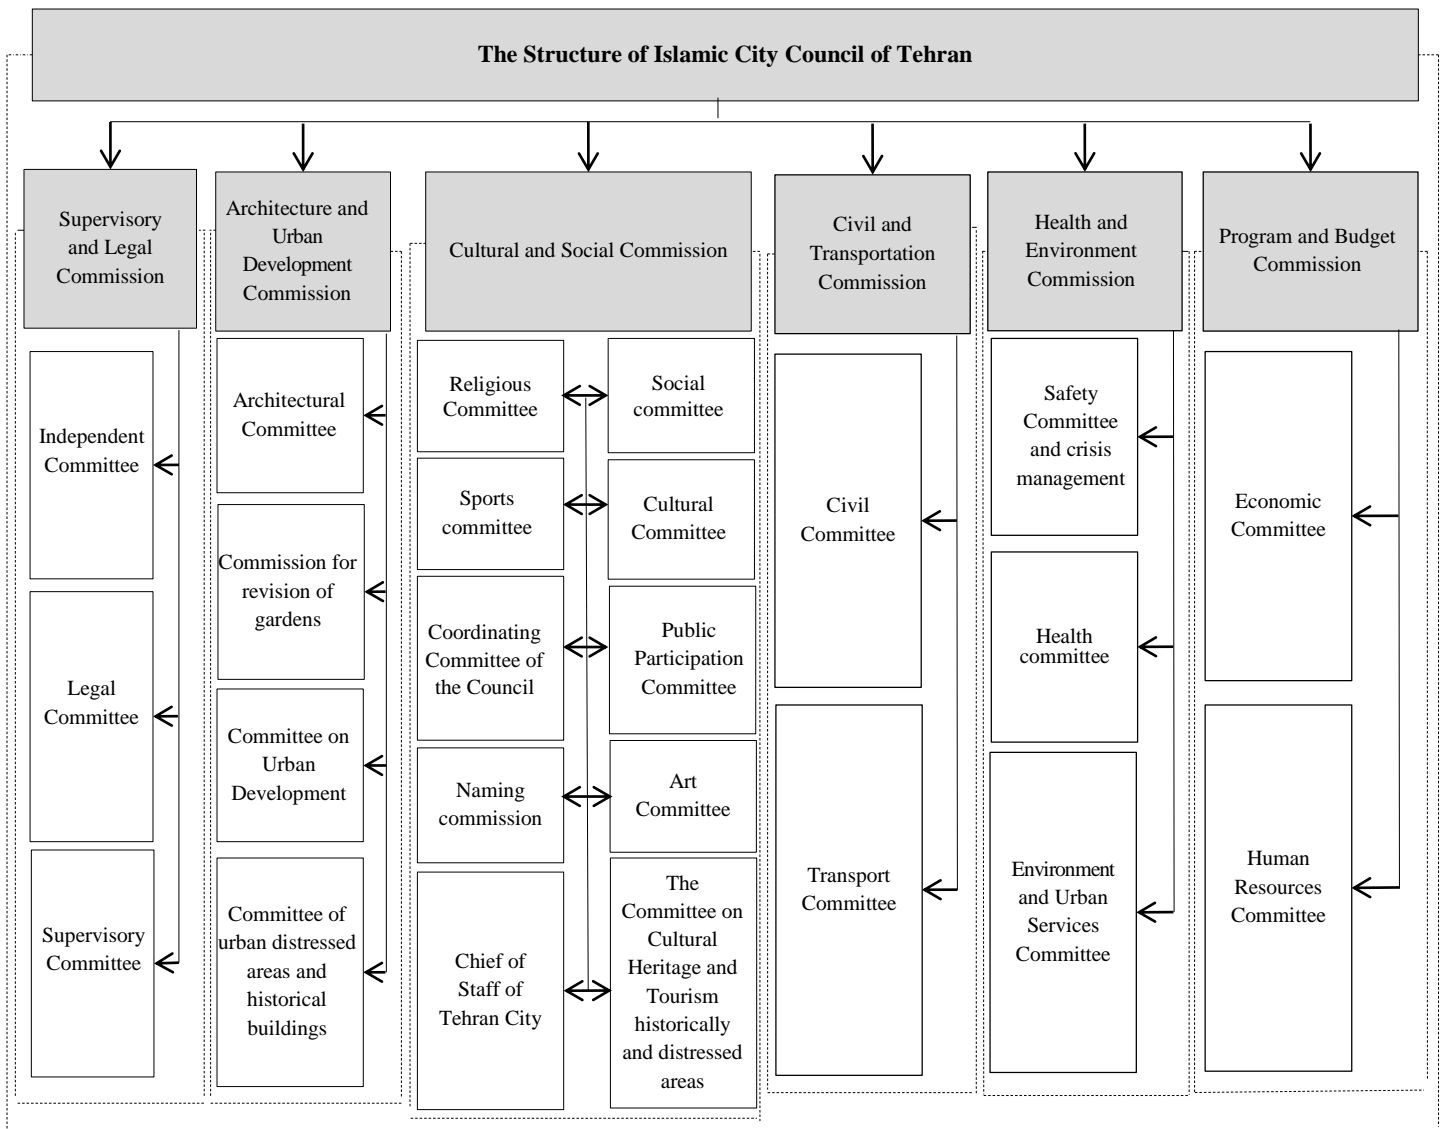 The Structure of Islamic City Council of Tehran
Supervisory
and Legal
Commission
Independent
Committee
Legal
Committee
Supervisory
Committee
Architecture and
Urban
Development
Commission
Architectural
Committee
Commission for
revision of
gardens
Committee on
Urban
Development
Committee of
urban distressed
areas and
historical
buildings
Cultural and Social Commission
Religious
Committee
Social
committee
Sports
committee
Cultural
Committee
Coordinating
Committee of
the Council
Public
Participation
Committee
Naming
commission
Art
Committee
Chief of
Staff of
Tehran City
The
Committee on
Cultural
Heritage and
Tourism
historically
and distressed
areas
Civil and
Transportation
Commission
Civil
Committee
Transport
Committee
Health and
Environment
Commission
Safety
Committee
and crisis
management
Health
committee
Environment
and Urban
Services
Committee
Program and Budget
Commission
Economic
Committee
Human
Resources
Committee